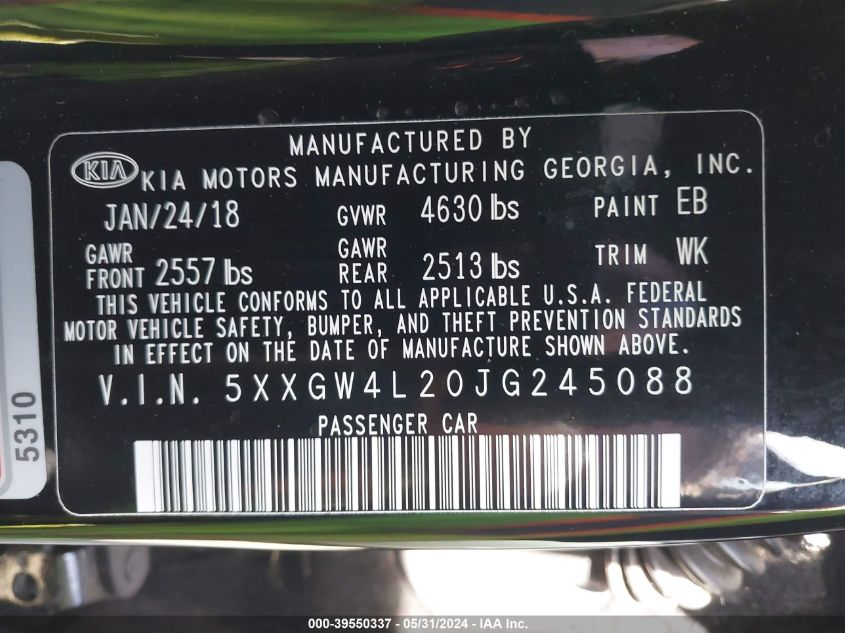 MANUFACTURED BY
KIA KIA MOTORS MANUFACTURING GEORGIA, INC.
JAN/24/18 GVWR 4630 lbs PAINT EB
GAWR FRONT 2557 lbs GAWR REAR 2513 lbs TRIM WK
THIS VEHICLE CONFORMS TO ALL APPLICABLE U.S.A. FEDERAL
MOTOR VEHICLE SAFETY, BUMPER, AND THEFT PREVENTION STANDARDS
IN EFFECT ON THE DATE OF MANUFACTURE SHOWN ABOVE.
V.I.N. 5XXGW4L20JG245088
PASSENGER CAR
5310
000-39550337 - 05/31/2024 - IAA Inc.